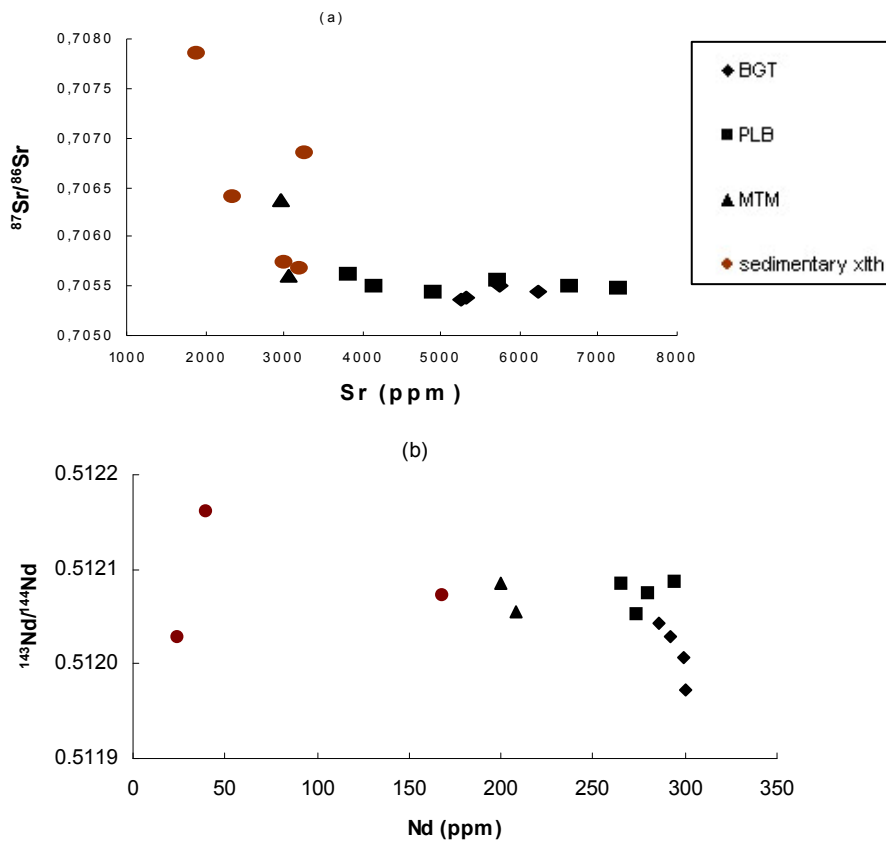 (a)
0,7080
0,7075
0,7070
0,7065
0,7060
0,7055
0,7050
87Sr/86Sr
1000 2000 3000 4000 5000 6000 7000 8000
Sr (ppm)
BGT
PLB
MTM
sedimentary xlth
(b)
0.5122
0.5121
0.5120
0.5119
143Nd/144Nd
0 50 100 150 200 250 300 350
Nd (ppm)